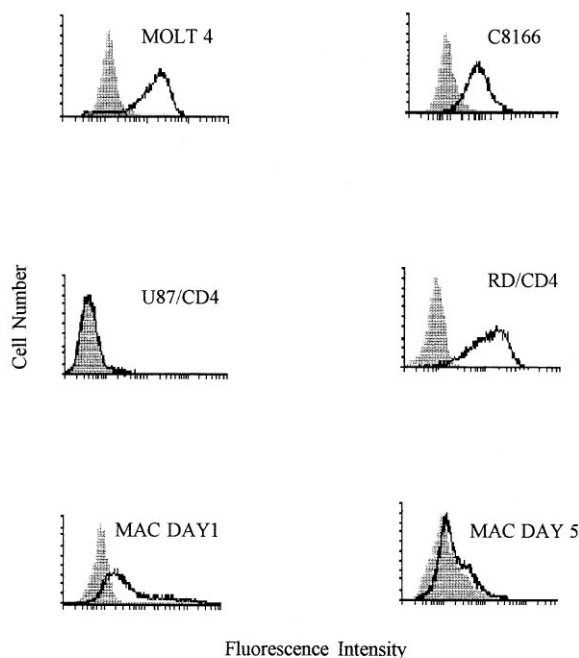 MOLT 4
C8166
Cell Number
U87/CD4
RD/CD4
MAC DAY1
MAC DAY 5
Fluorescence Intensity